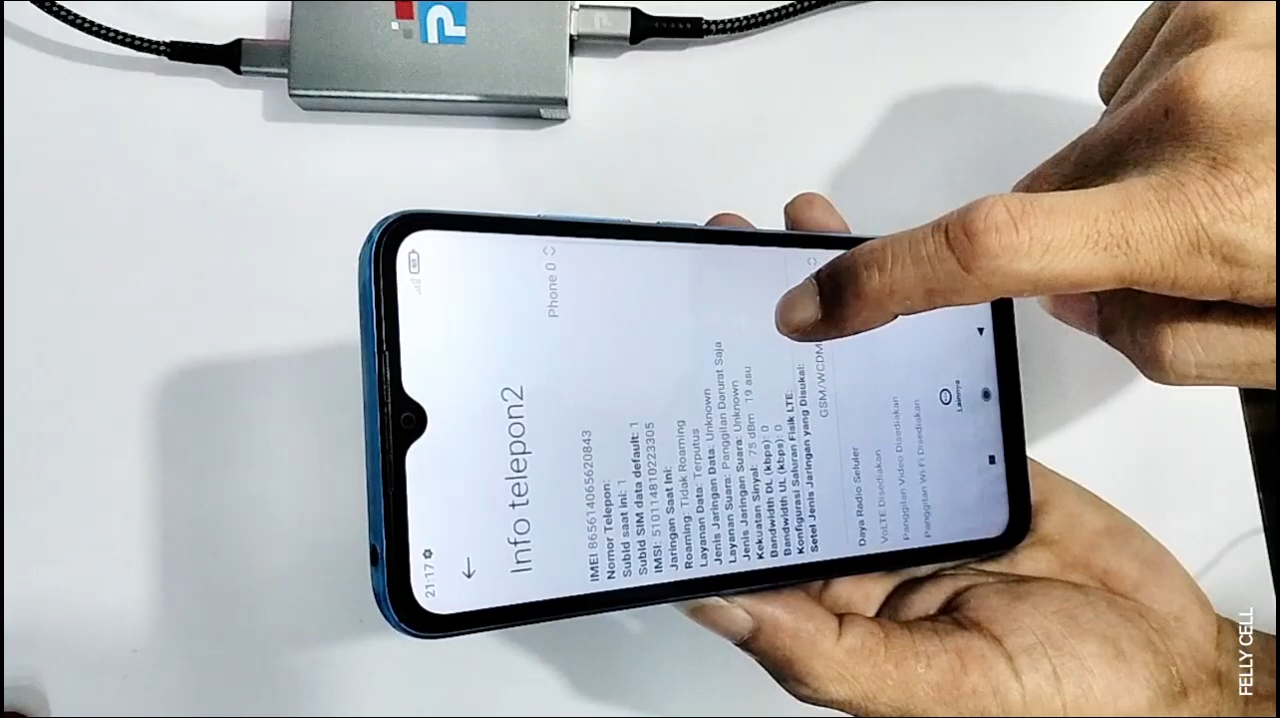 21:17
Info telepon2
Phone 0
IMEI 865614065620843
Nomor Telepon:
SubId saat ini: 1
SubId SIM data default: 1
IMSI: 510114810223305
Jaringan Saat Ini:
Roaming: Tidak Roaming
Layanan Data: Terputus
Jenis Jaringan Data: Unknown
Layanan Suara: Panggilan Darurat Saja
Jenis Jaringan Suara: Unknown
Kekuatan Sinyal: 75 dBm 19 asu
Bandwidth DL (kbps): 0
Bandwidth UL (kbps): 0
Konfigurasi Saluran Fisik LTE:
Setel Jenis Jaringan yang Disukai:
GSM/WCDM
Daya Radio Seluler
VoLTE Disediakan
Panggilan Video Disediakan
Panggilan Wi-Fi Disediakan
Lainnya
FELLY CELL